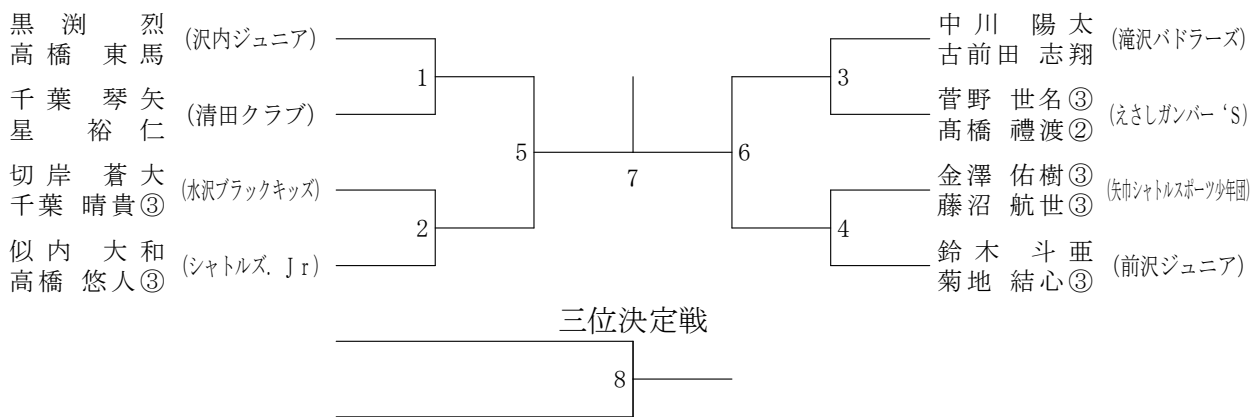 黒渕 烈
高橋 東馬
(沢内ジュニア)
1
千葉 琴矢
星 裕仁
(清田クラブ)
5
切岸 蒼大
千葉 晴貴③
(水沢ブラックキッズ)
2
似内 大和
高橋 悠人③
(シャトルズ. Jr)
7
中川 陽太
古前田 志翔
(滝沢バドラーズ)
3
菅野 世名③
髙橋 禮渡②
(えさしガンバー‘S)
6
金澤 佑樹③
藤沼 航世③
(矢巾シャトルスポーツ少年団)
4
鈴木 斗亜
菊地 結心③
(前沢ジュニア)
三位決定戦
8